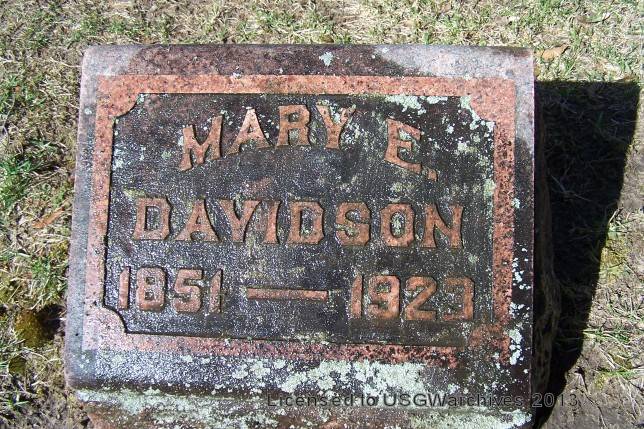 MARY E.
DAVIDSON
1851 — 1923
Licensed to USGWarchives 2013